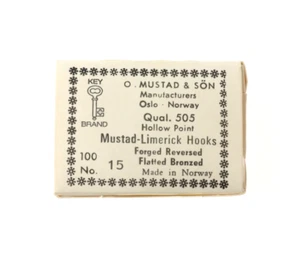 O. MUSTAD & SÖN
Manufacturers
Oslo - Norway
KEY
BRAND
Qual. 505
Hollow Point
Mustad-Limerick Hooks
Forged Reversed
Flatted Bronzed
Made in Norway
100
No. 15